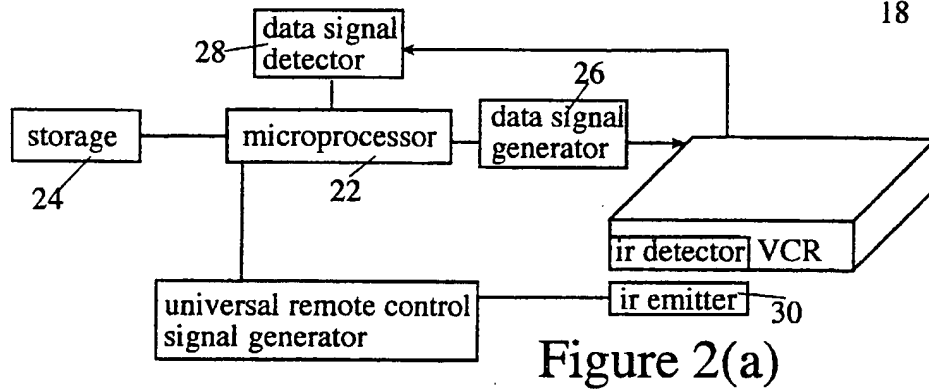 18
28
data signal
detector
26
storage
microprocessor
data signal
generator
24
22
ir detector
VCR
universal remote control
signal generator
ir emitter
30
Figure 2(a)